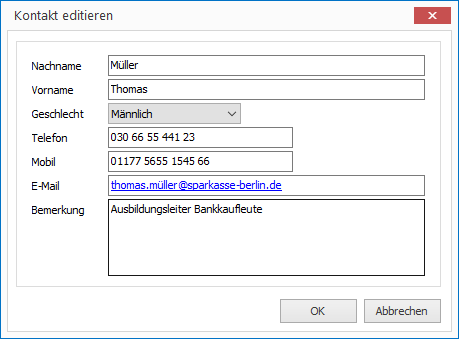 Kontakt editieren
Nachname Müller
Vorname Thomas
Geschlecht Männlich
Telefon 030 66 55 441 23
Mobil 01177 5655 1545 66
E-Mail thomas.müller@sparkasse-berlin.de
Bemerkung Ausbildungsleiter Bankkaufleute
OK Abbrechen